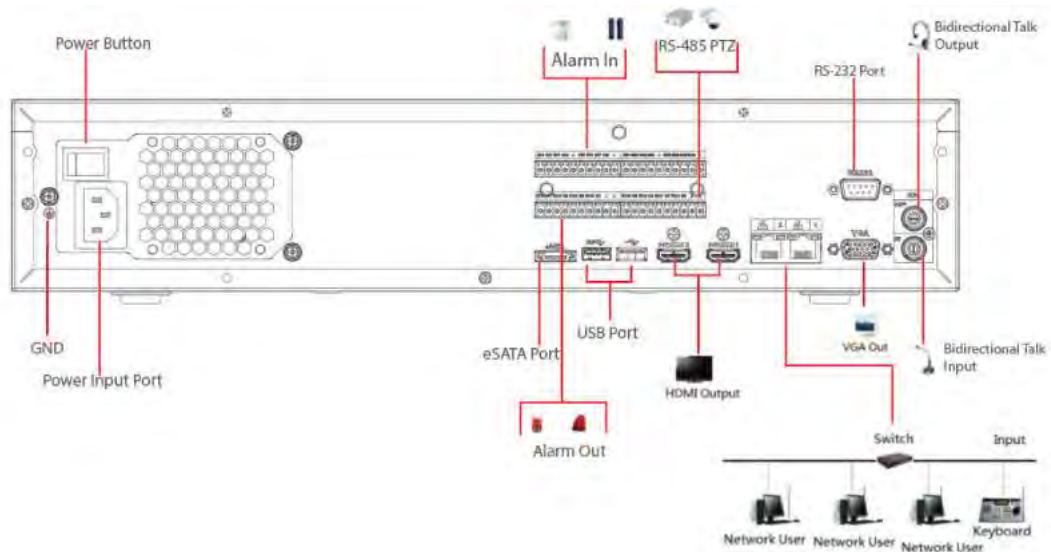 Power Button
Alarm In
RS-485 PTZ
Bidirectional Talk
Output
RS-232 Port
VGA
GND
Power Input Port
eSATA Port
USB Port
HDMI Output
VGA Out
Bidirectional Talk
Input
Alarm Out
Switch
Input
Network User
Network User
Network User
Keyboard